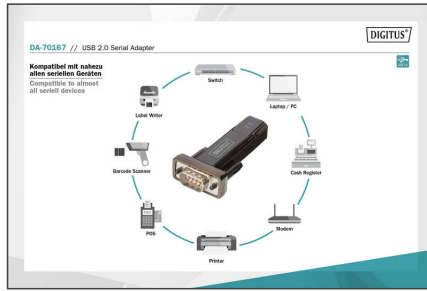 DIGITUS®
DA-70167 // USB 2.0 Serial Adapter
Kompatibel mit nahezu
allen seriellen Geräten
Compatible to almost
all seriell devices
Switch
Label Writer
Laptop / PC
Barcode Scanner
DIGITUS
Cash Register
POS
Modem
Printer